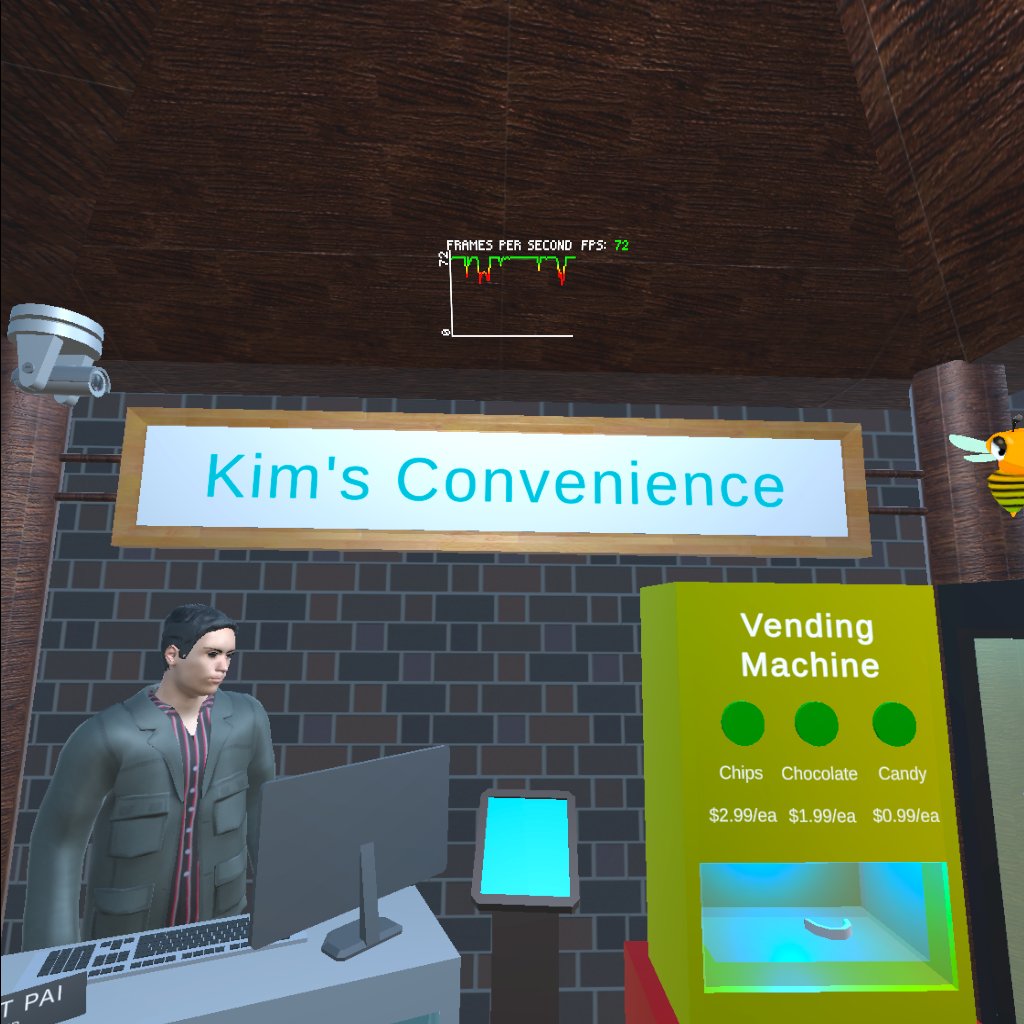 FRAMES PER SECOND FPS: 72
72
0
Kim's Convenience
Vending
Machine
Chips Chocolate Candy
$2.99/ea $1.99/ea $0.99/ea
T PAI